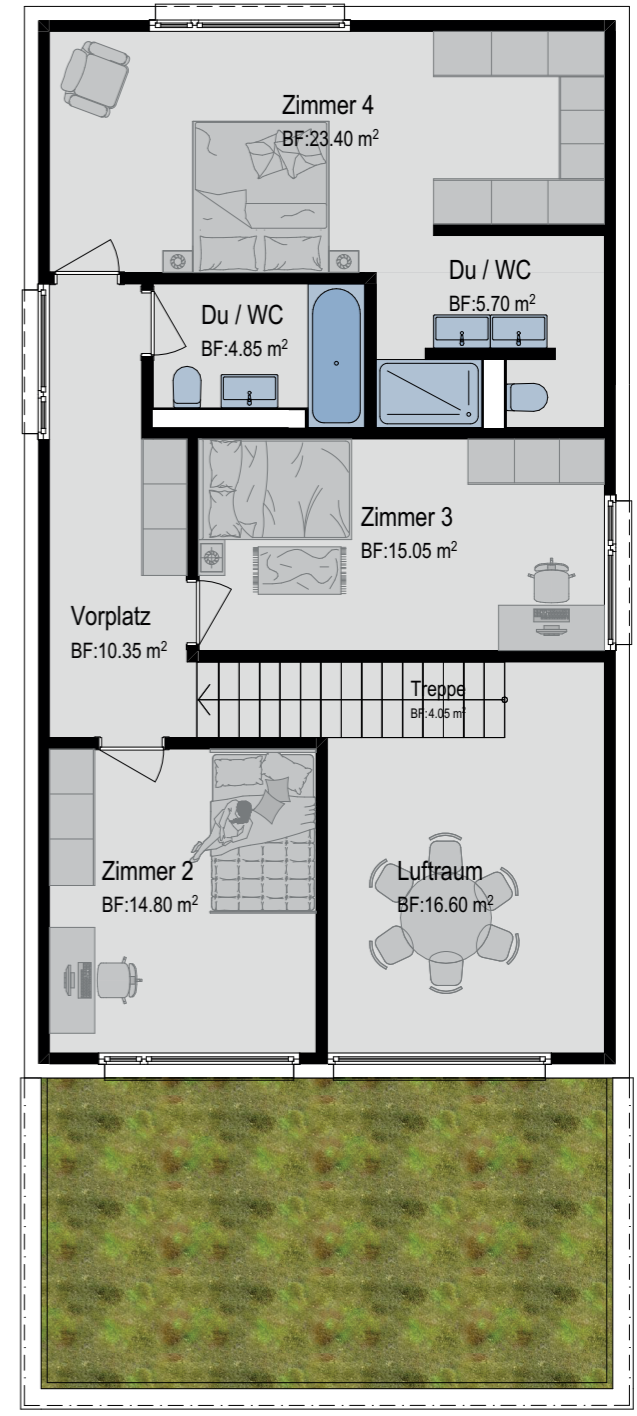 Zimmer 4
BF:23.40 m²
Du / WC
BF:5.70 m²
Du / WC
BF:4.85 m²
Zimmer 3
BF:15.05 m²
Vorplatz
BF:10.35 m²
Treppe
BF:4.05 m²
Zimmer 2
BF:14.80 m²
Luftraum
BF:16.60 m²